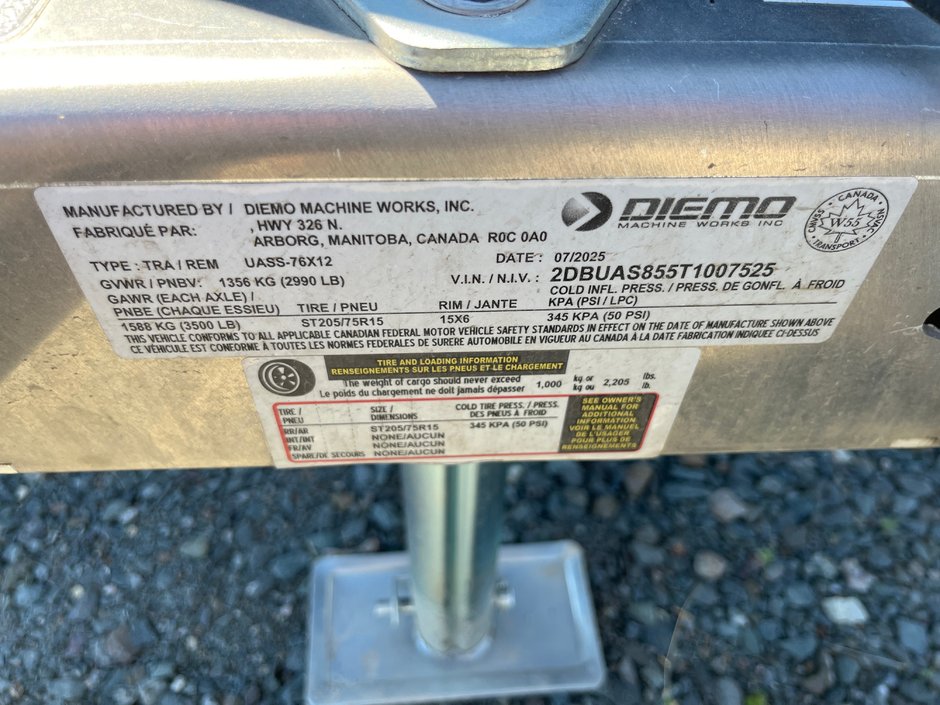 MANUFACTURED BY / DIEMO MACHINE WORKS, INC.
FABRIQUÉ PAR: , HWY 326 N.
ARBORG, MANITOBA, CANADA R0C 0A0
DIEMO
MACHINE WORKS INC
CANADA
CMVSS NSVAC
W53
TRANSPORT
TYPE : TRA / REM UASS-76X12 DATE : 07/2025
GVWR / PNBV: 1356 KG (2990 LB) V.I.N. / N.I.V. : 2DBUAS855T1007525
GAWR (EACH AXLE) / COLD INFL. PRESS. / PRESS. DE GONFL. À FROID
PNBE (CHAQUE ESSIEU) TIRE / PNEU RIM / JANTE KPA (PSI / LPC)
1588 KG (3500 LB) ST205/75R15 15X6 345 KPA (50 PSI)
THIS VEHICLE CONFORMS TO ALL APPLICABLE CANADIAN FEDERAL MOTOR VEHICLE SAFETY STANDARDS IN EFFECT ON THE DATE OF MANUFACTURE SHOWN ABOVE
CE VÉHICULE EST CONFORME À TOUTES LES NORMES FEDERALES DE SURERE AUTOMOBILE EN VIGUEUR AU CANADA À LA DATE FABRICATION INDIQUÉE CI-DESSUS
TIRE AND LOADING INFORMATION
RENSEIGNEMENTS SUR LES PNEUS ET LE CHARGEMENT
The weight of cargo should never exceed 1,000 kg or 2,205 lbs.
Le poids du chargement ne doit jamais dépasser kg ou lb.
TIRE / SIZE / COLD TIRE PRESS. / PRESS.
PNEU DIMENSIONS DES PNEUS À FROID
RR/AR ST205/75R15 345 KPA (50 PSI)
INT/INT NONE/AUCUN
FR/AV NONE/AUCUN
SPARE/DE SECOURS NONE/AUCUN
SEE OWNER'S
MANUAL FOR
ADDITIONAL
INFORMATION
VOIR LE MANUEL
DE L'USAGER
POUR PLUS DE
RENSEIGNEMENTS